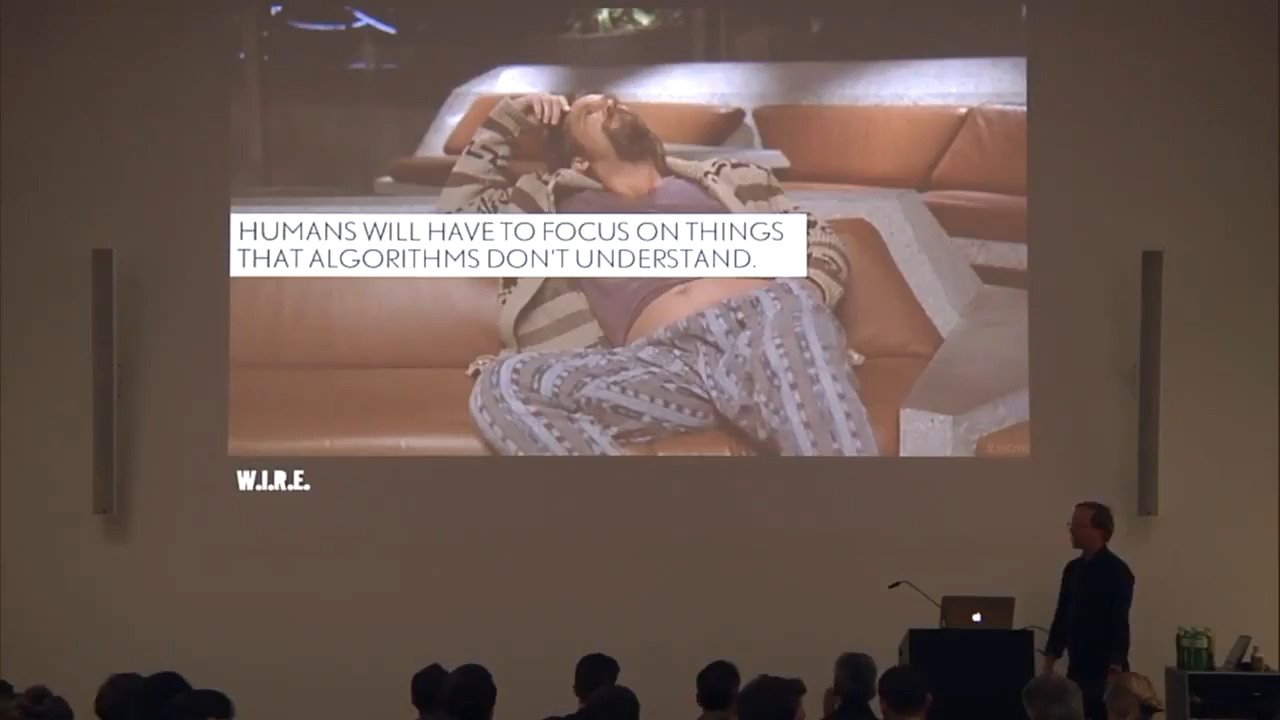 HUMANS WILL HAVE TO FOCUS ON THINGS
THAT ALGORITHMS DON'T UNDERSTAND.
W.I.R.E.